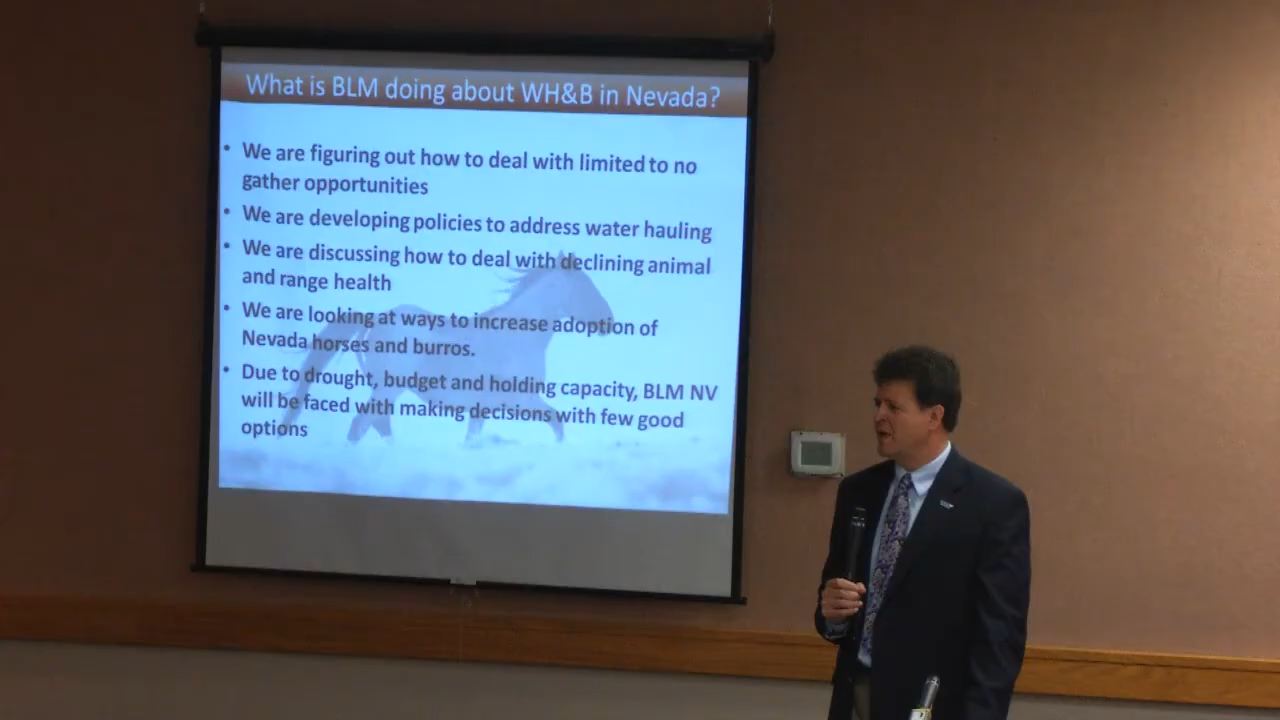 What is BLM doing about WH&B in Nevada?
• We are figuring out how to deal with limited to no
gather opportunities
• We are developing policies to address water hauling
• We are discussing how to deal with declining animal
and range health
• We are looking at ways to increase adoption of
Nevada horses and burros.
• Due to drought, budget and holding capacity, BLM NV
will be faced with making decisions with few good
options